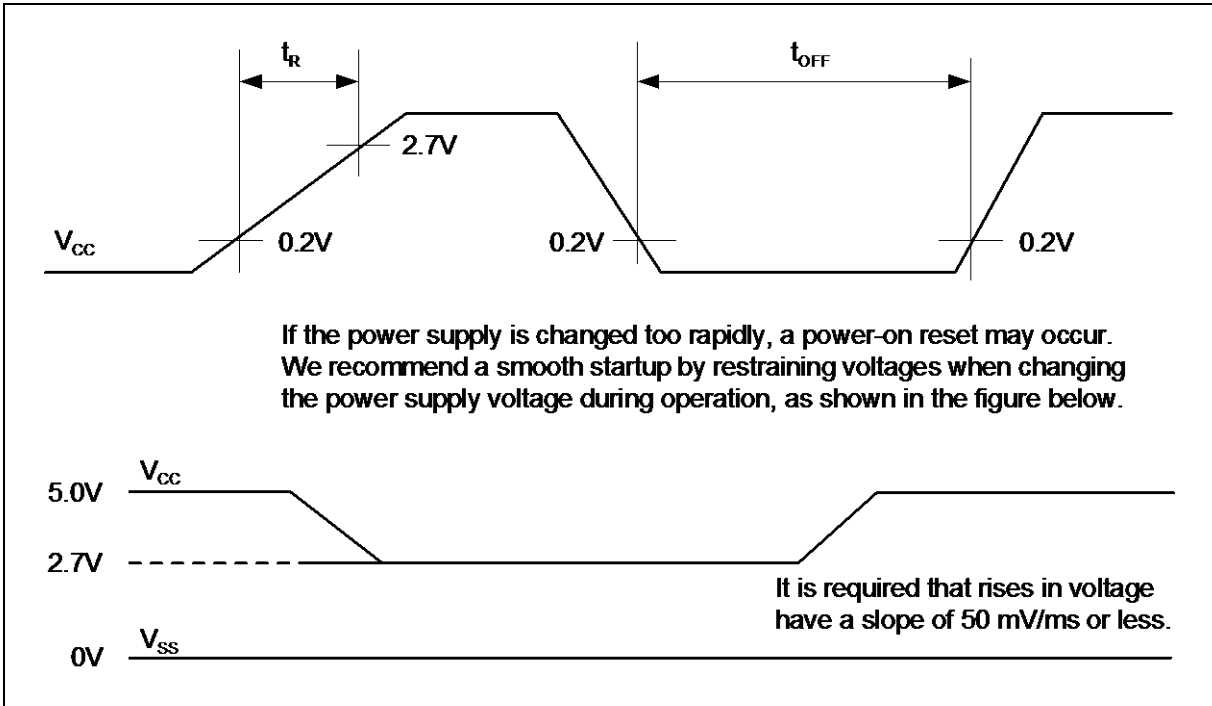 tR
tOFF
2.7V
VCC
0.2V
0.2V
0.2V
If the power supply is changed too rapidly, a power-on reset may occur.
We recommend a smooth startup by restraining voltages when changing
the power supply voltage during operation, as shown in the figure below.
VCC
5.0V
2.7V
It is required that rises in voltage
have a slope of 50 mV/ms or less.
VSS
0V